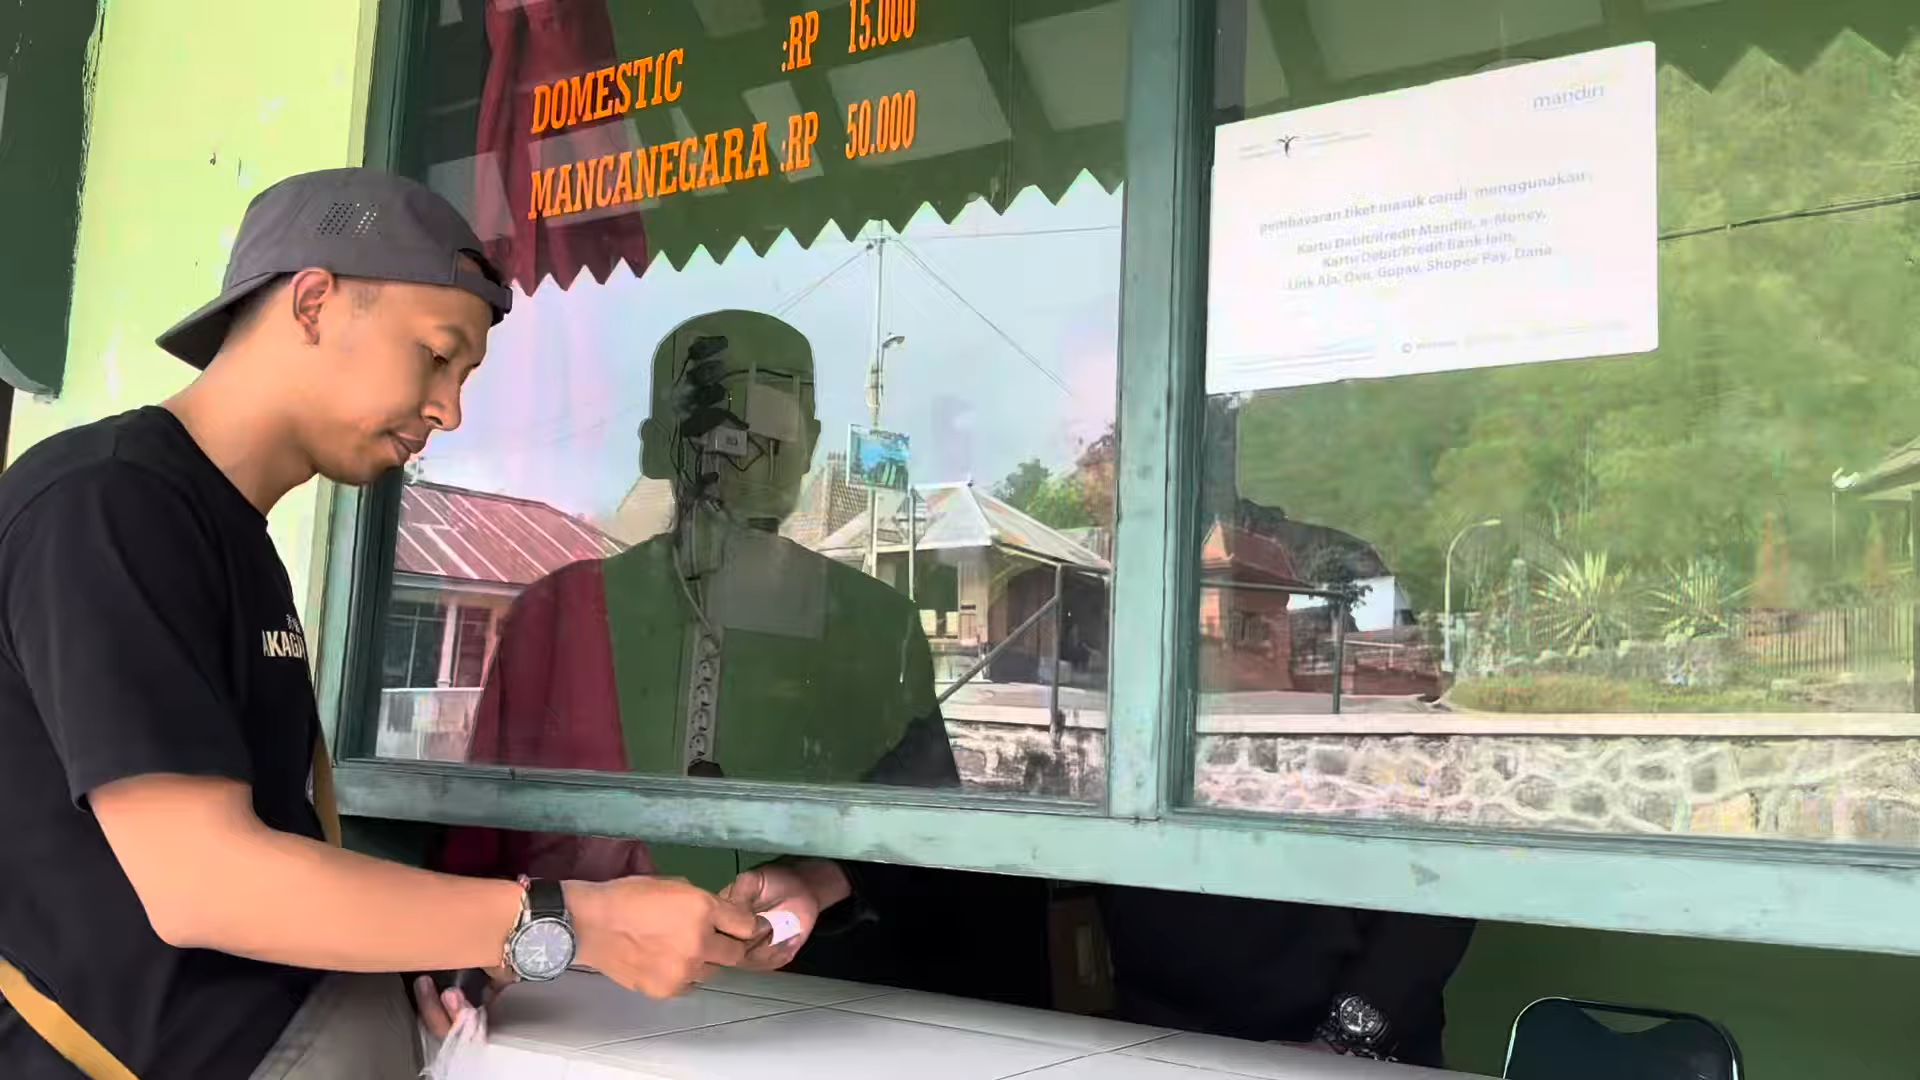 DOMESTIC :RP 15.000
MANCANEGARA :RP 50.000
mandiri
pembayaran tiket masuk candi menggunakan :
Kartu Debit/Kredit Mandiri, e-Money,
Kartu Debit/Kredit Bank lain,
Link Aja, Ovo, Gopay, Shopee Pay, Dana
AKAG